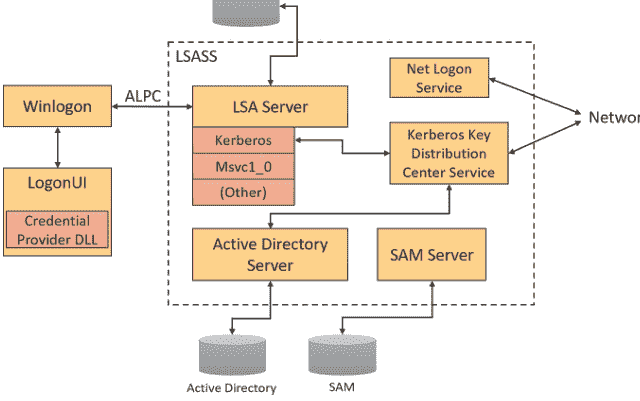 LSASS
Winlogon
ALPC
LSA Server
Kerberos
Msvc1_0
(Other)
Net Logon
Service
Networ
Kerberos Key
Distribution
Center Service
LogonUI
Credential
Provider DLL
Active Directory
Server
SAM Server
Active Directory
SAM